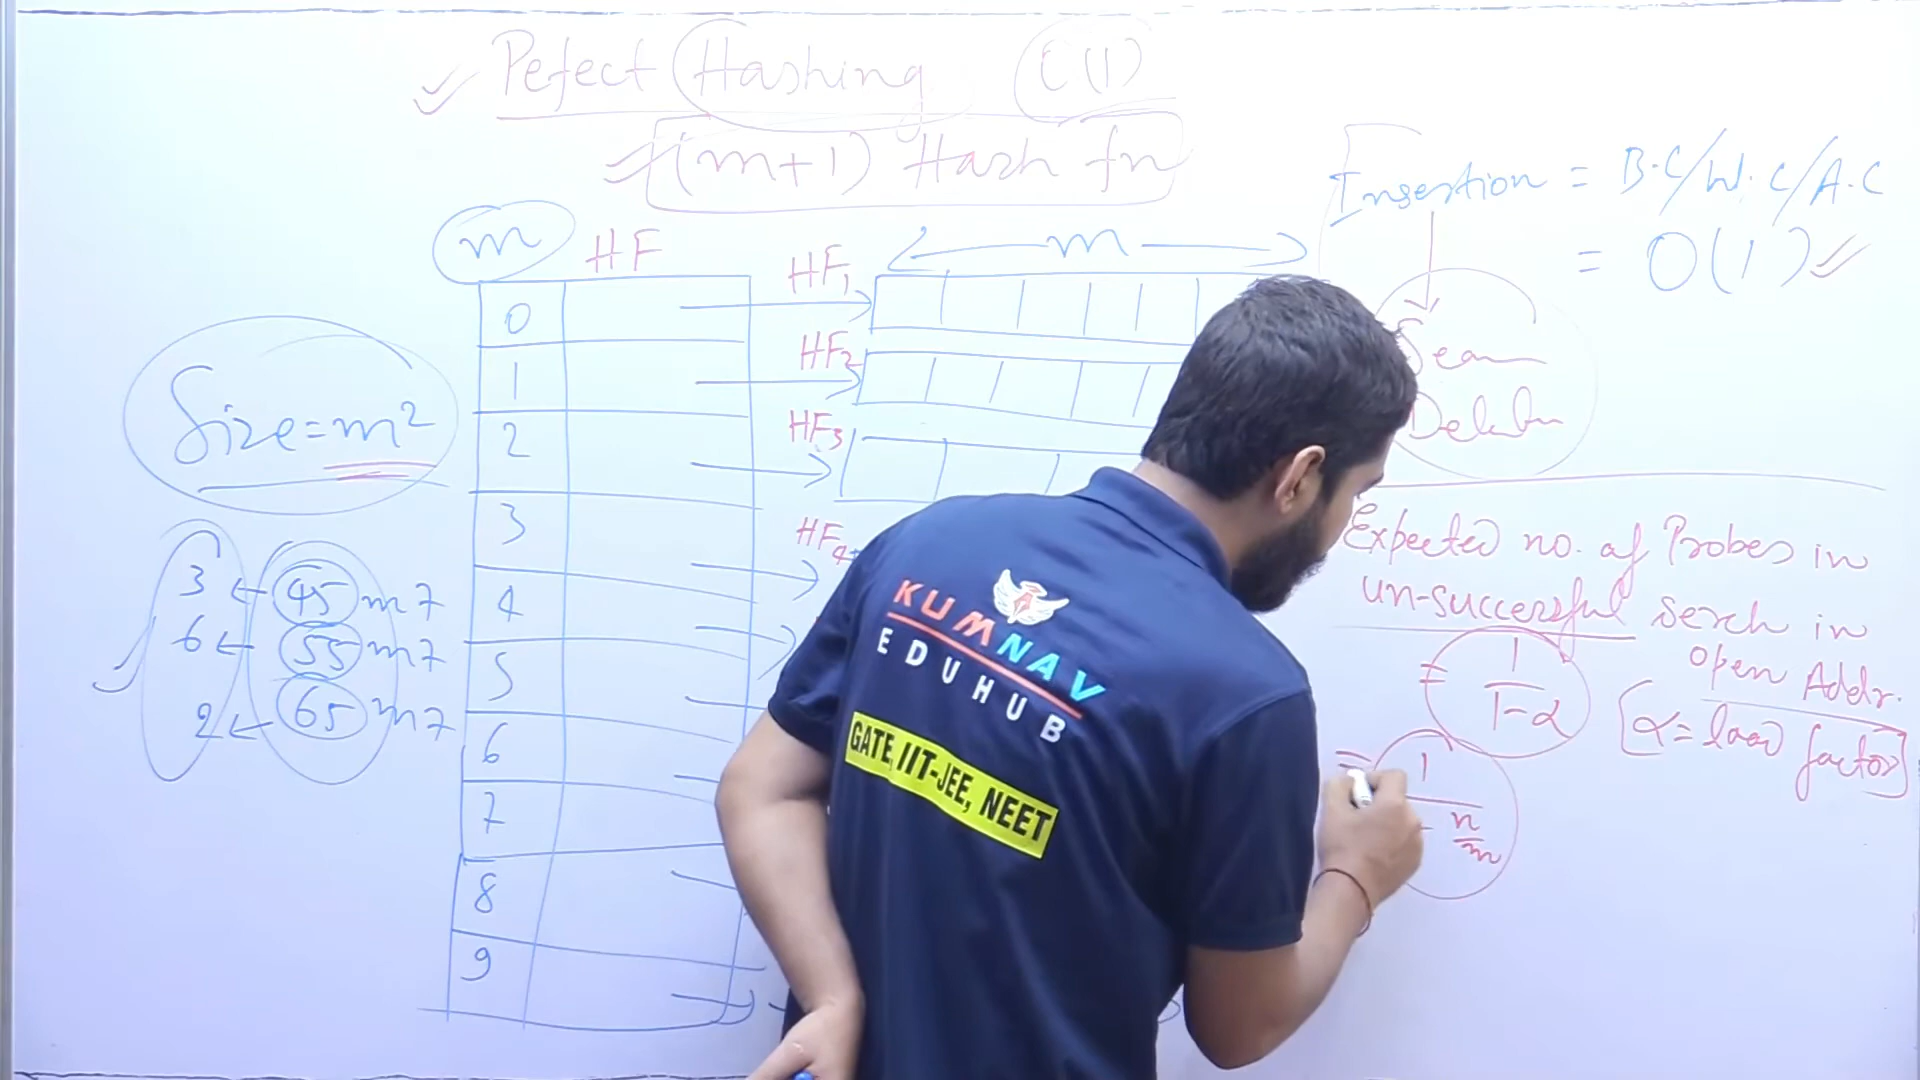 Pefect Hashing O(1)
(m+1) Hash fn
m HF
0
1
2
3
4
5
6
7
8
9
HF1
HF2
HF3
HF4
m
Size=m²
3 ← 45 m 7
6 ← 55 m 7
2 ← 65 m 7
Insertion = B.C/W.C/A.C
= O(1)
Expected no. of Probes in
un-successful serch in
open Addr.
= 1/1-α [α = load factor]
= 1/ - n/m
KUMNAV
EDUHUB
GATE, IIT-JEE, NEET